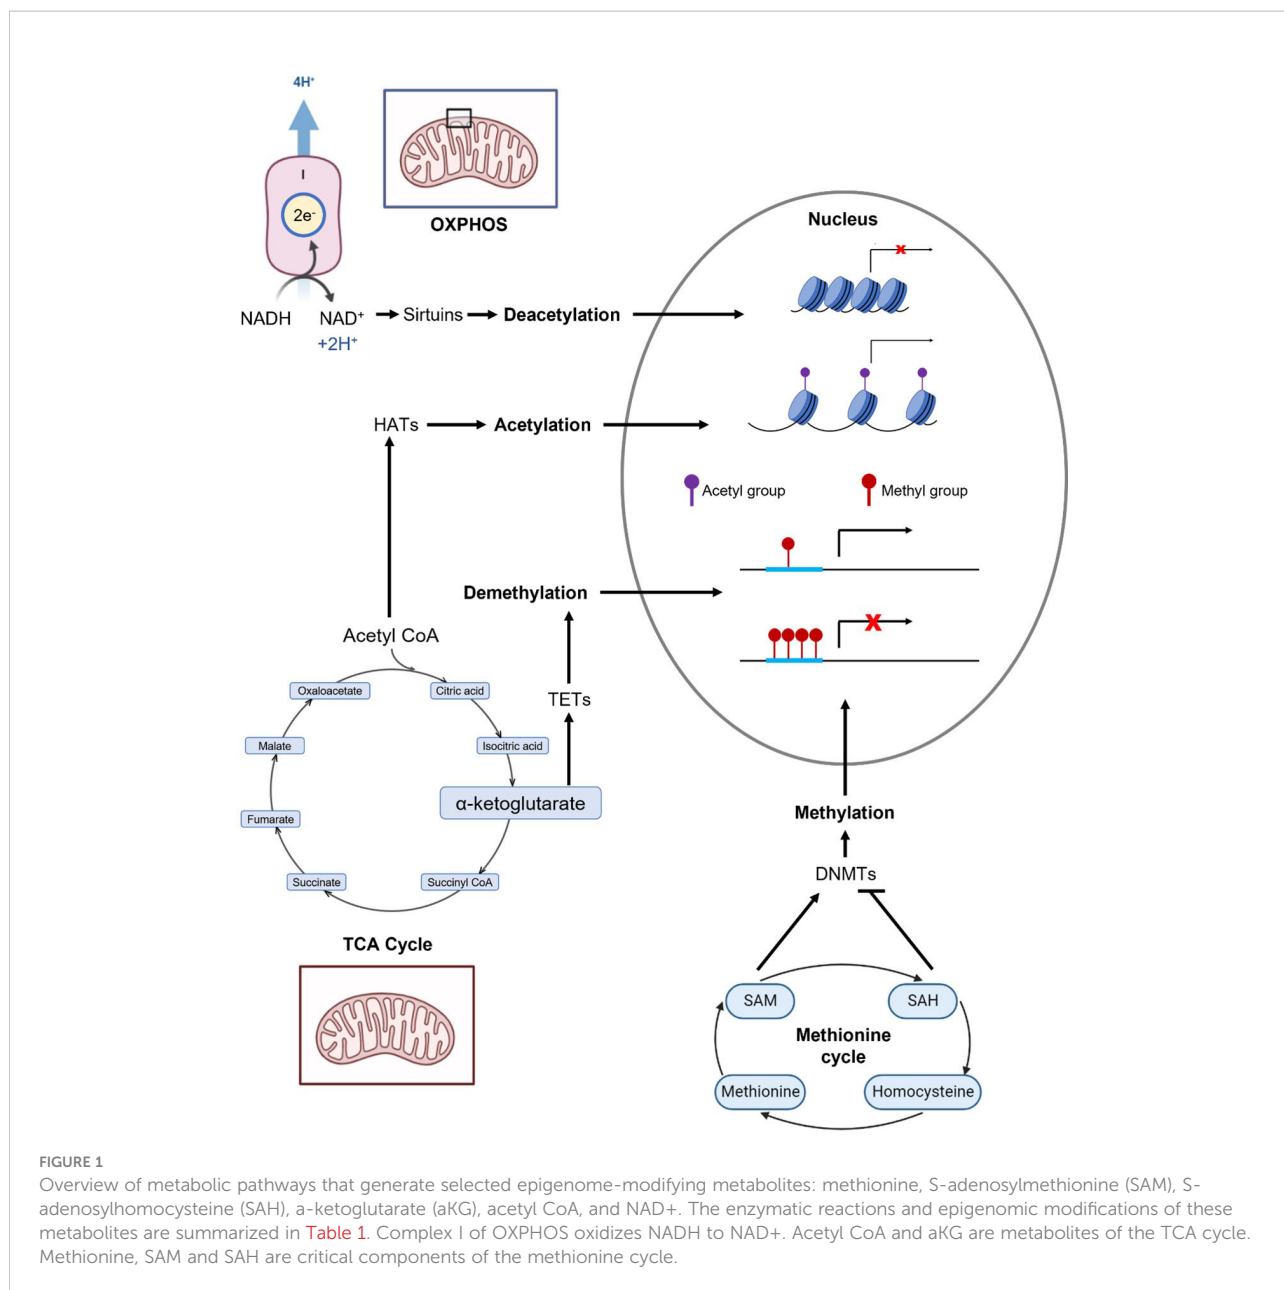 4H⁺
I
2e⁻
OXPHOS
NADH
NAD⁺
+2H⁺
Sirtuins
Deacetylation
Nucleus
X
HATs
Acetylation
Acetyl group
Methyl group
Demethylation
X
Acetyl CoA
TETs
Oxaloacetate
Citric acid
Malate
Isocitric acid
α-ketoglutarate
Fumarate
Succinate
Succinyl CoA
TCA Cycle
Methylation
DNMTs
SAM
SAH
Methionine
cycle
Methionine
Homocysteine
FIGURE 1
Overview of metabolic pathways that generate selected epigenome-modifying metabolites: methionine, S-adenosylmethionine (SAM), S-
adenosylhomocysteine (SAH), a-ketoglutarate (aKG), acetyl CoA, and NAD+. The enzymatic reactions and epigenomic modifications of these
metabolites are summarized in Table 1. Complex I of OXPHOS oxidizes NADH to NAD+. Acetyl CoA and aKG are metabolites of the TCA cycle.
Methionine, SAM and SAH are critical components of the methionine cycle.